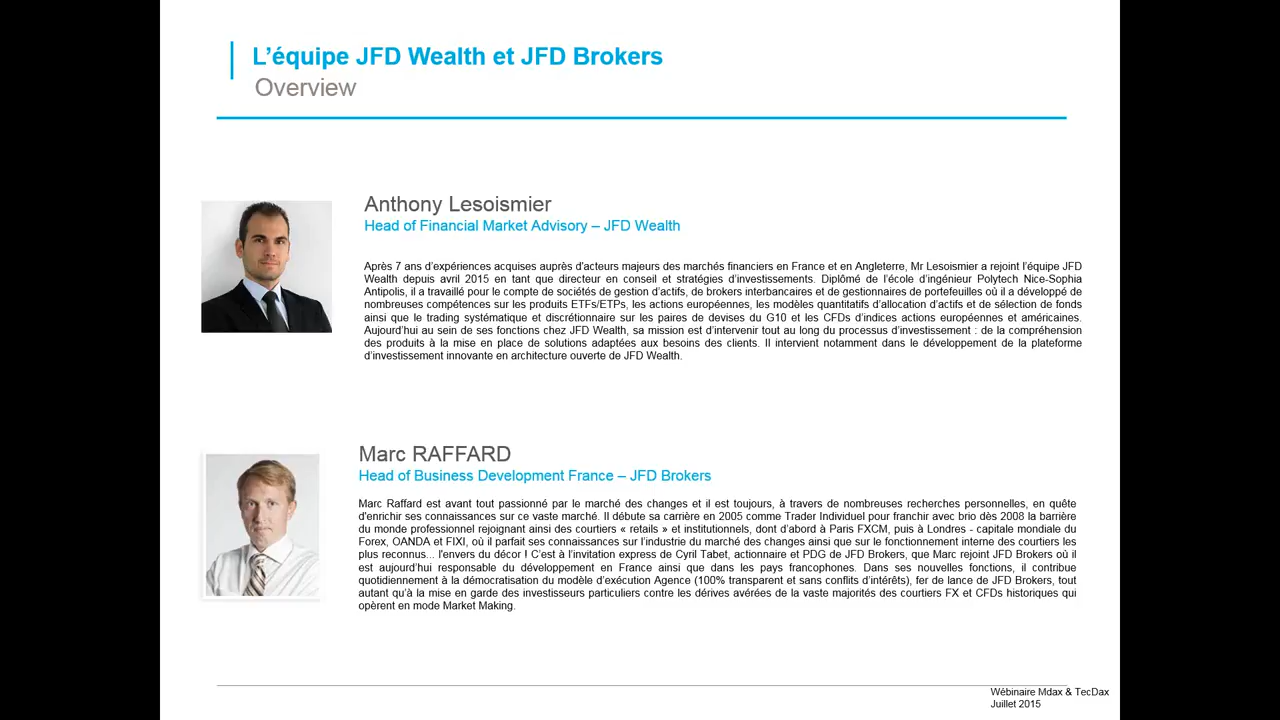 L'équipe JFD Wealth et JFD Brokers
Overview
Anthony Lesoismier
Head of Financial Market Advisory – JFD Wealth
Après 7 ans d'expériences acquises auprès d'acteurs majeurs des marchés financiers en France et en Angleterre, Mr Lesoismier a rejoint l'équipe JFD
Wealth depuis avril 2015 en tant que directeur en conseil et stratégies d'investissements. Diplômé de l'école d'ingénieur Polytech Nice-Sophia
Antipolis, il a travaillé pour le compte de sociétés de gestion d'actifs, de brokers interbancaires et de gestionnaires de portefeuilles où il a développé de
nombreuses compétences sur les produits ETFs/ETPs, les actions européennes, les modèles quantitatifs d'allocation d'actifs et de sélection de fonds
ainsi que le trading systématique et discrétionnaire sur les paires de devises du G10 et les CFDs d'indices actions européennes et américaines.
Aujourd'hui au sein de ses fonctions chez JFD Wealth, sa mission est d'intervenir tout au long du processus d'investissement : de la compréhension
des produits à la mise en place de solutions adaptées aux besoins des clients. Il intervient notamment dans le développement de la plateforme
d'investissement innovante en architecture ouverte de JFD Wealth.
Marc RAFFARD
Head of Business Development France – JFD Brokers
Marc Raffard est avant tout passionné par le marché des changes et il est toujours, à travers de nombreuses recherches personnelles, en quête
d'enrichir ses connaissances sur ce vaste marché. Il débute sa carrière en 2005 comme Trader Individuel pour franchir avec brio dès 2008 la barrière
du monde professionnel rejoignant ainsi des courtiers « retails » et institutionnels, dont d'abord à Paris FXCM, puis à Londres - capitale mondiale du
Forex, OANDA et FIXI, où il parfait ses connaissances sur l'industrie du marché des changes ainsi que sur le fonctionnement interne des courtiers les
plus reconnus... l'envers du décor ! C'est à l'invitation express de Cyril Tabet, actionnaire et PDG de JFD Brokers, que Marc rejoint JFD Brokers où il
est aujourd'hui responsable du développement en France ainsi que dans les pays francophones. Dans ses nouvelles fonctions, il contribue
quotidiennement à la démocratisation du modèle d'exécution Agence (100% transparent et sans conflits d'intérêts), fer de lance de JFD Brokers, tout
autant qu'à la mise en garde des investisseurs particuliers contre les dérives avérées de la vaste majorités des courtiers FX et CFDs historiques qui
opèrent en mode Market Making.
Wébinaire Mdax & TecDax
Juillet 2015